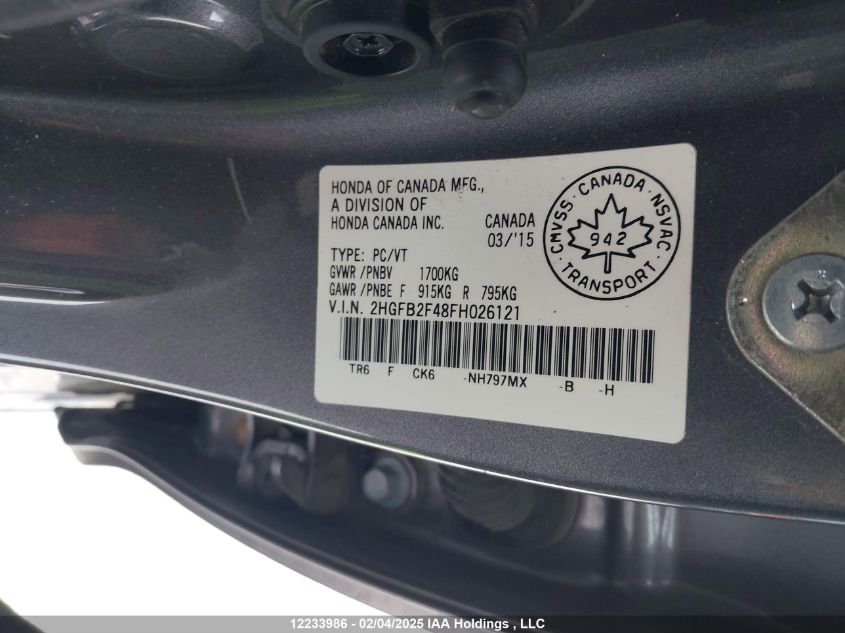 HONDA OF CANADA MFG.,
A DIVISION OF
HONDA CANADA INC.
CANADA
03/'15
TYPE: PC/VT
GVWR/PNBV 1700KG
GAWR/PNBE F 915KG R 795KG
V.I.N. 2HGFB2F48FH026121
TR6 F CK6 -NH797MX -B -H
CMVSS · CANADA · NSVAC
942
TRANSPORT
12233986 - 02/04/2025 IAA Holdings , LLC